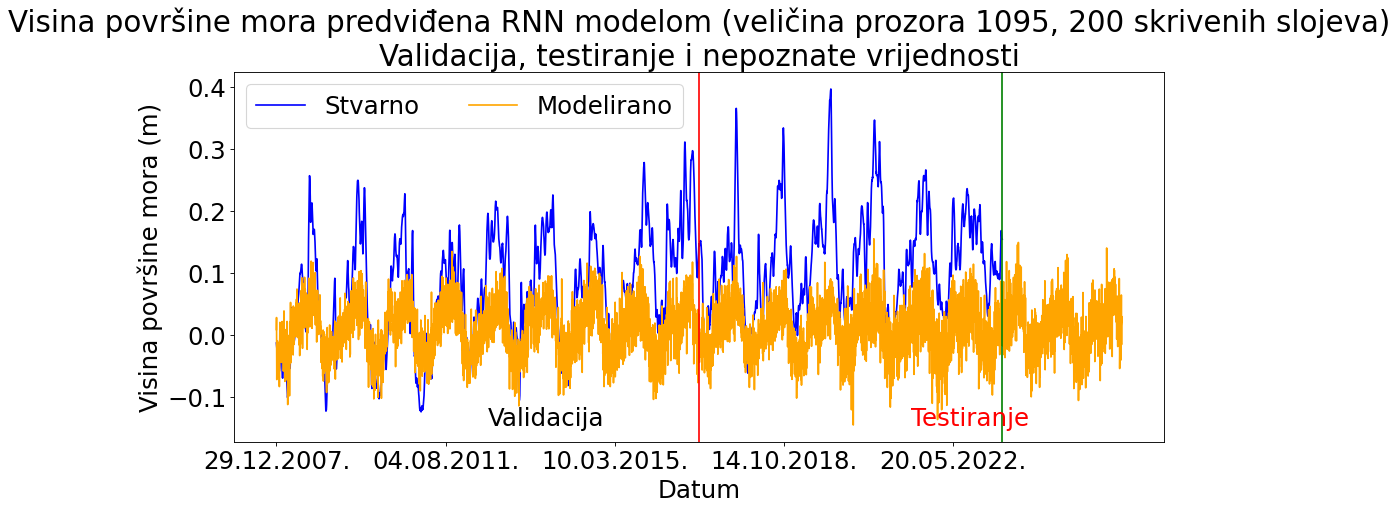 Visina površine mora predviđena RNN modelom (veličina prozora 1095, 200 skrivenih slojeva)
Validacija, testiranje i nepoznate vrijednosti
Visina površine mora (m)
0.4
0.3
0.2
0.1
0.0
−0.1
Stvarno Modelirano
Validacija Testiranje
29.12.2007. 04.08.2011. 10.03.2015. 14.10.2018. 20.05.2022.
Datum